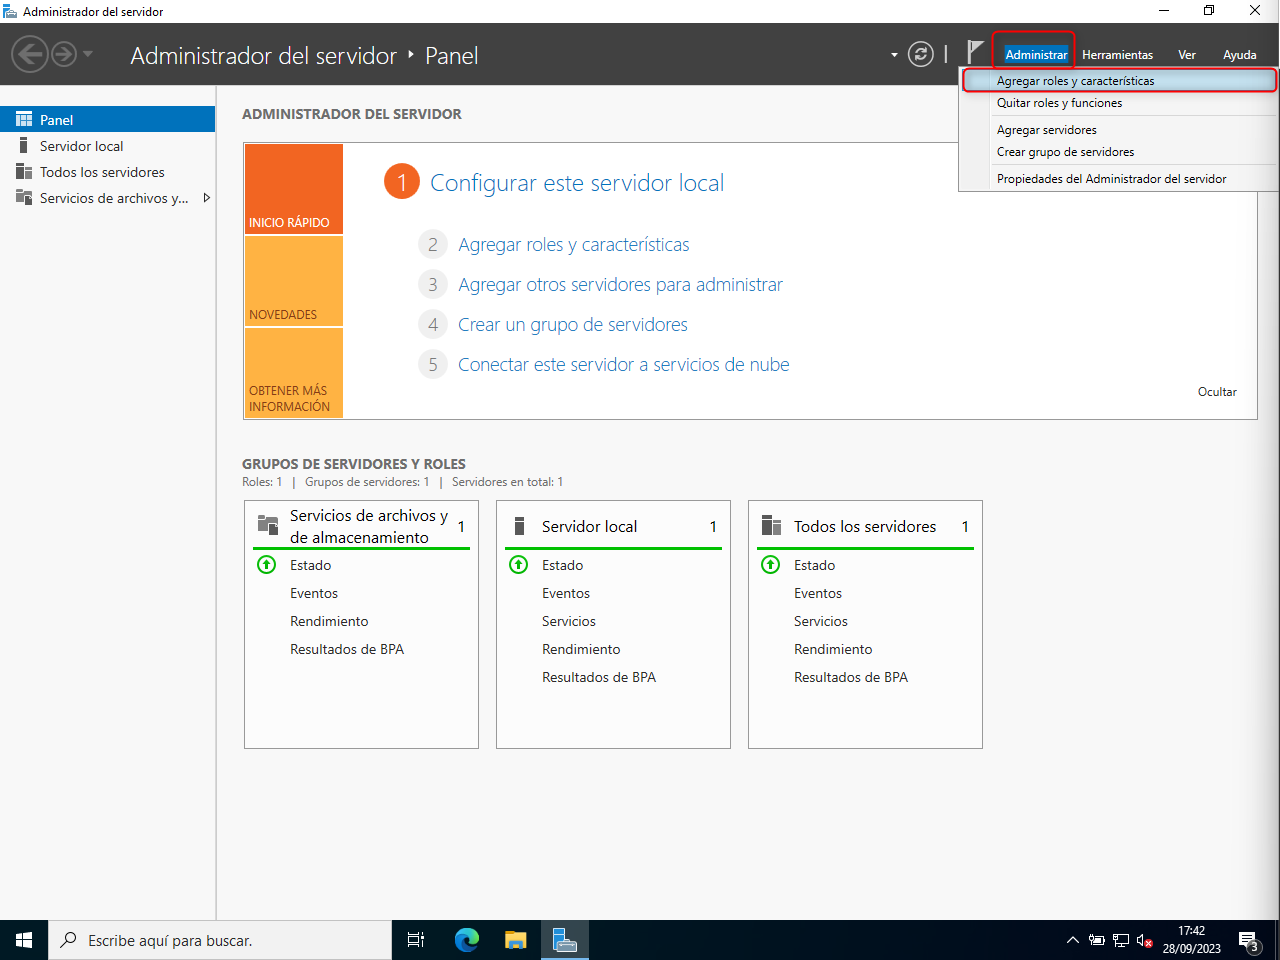 Administrador del servidor
Administrador del servidor
Panel
Administrar
Herramientas
Ver
Ayuda
Agregar roles y características
Quitar roles y funciones
Agregar servidores
Crear grupo de servidores
Propiedades del Administrador del servidor
Panel
Servidor local
Todos los servidores
Servicios de archivos y...
ADMINISTRADOR DEL SERVIDOR
INICIO RÁPIDO
NOVEDADES
OBTENER MÁS
INFORMACIÓN
1 Configurar este servidor local
2 Agregar roles y características
3 Agregar otros servidores para administrar
4 Crear un grupo de servidores
5 Conectar este servidor a servicios de nube
Ocultar
GRUPOS DE SERVIDORES Y ROLES
Roles: 1 | Grupos de servidores: 1 | Servidores en total: 1
Servicios de archivos y
de almacenamiento
1
Estado
Eventos
Rendimiento
Resultados de BPA
Servidor local 1
Estado
Eventos
Servicios
Rendimiento
Resultados de BPA
Todos los servidores 1
Estado
Eventos
Servicios
Rendimiento
Resultados de BPA
Escribe aquí para buscar.
17:42
28/09/2023
3